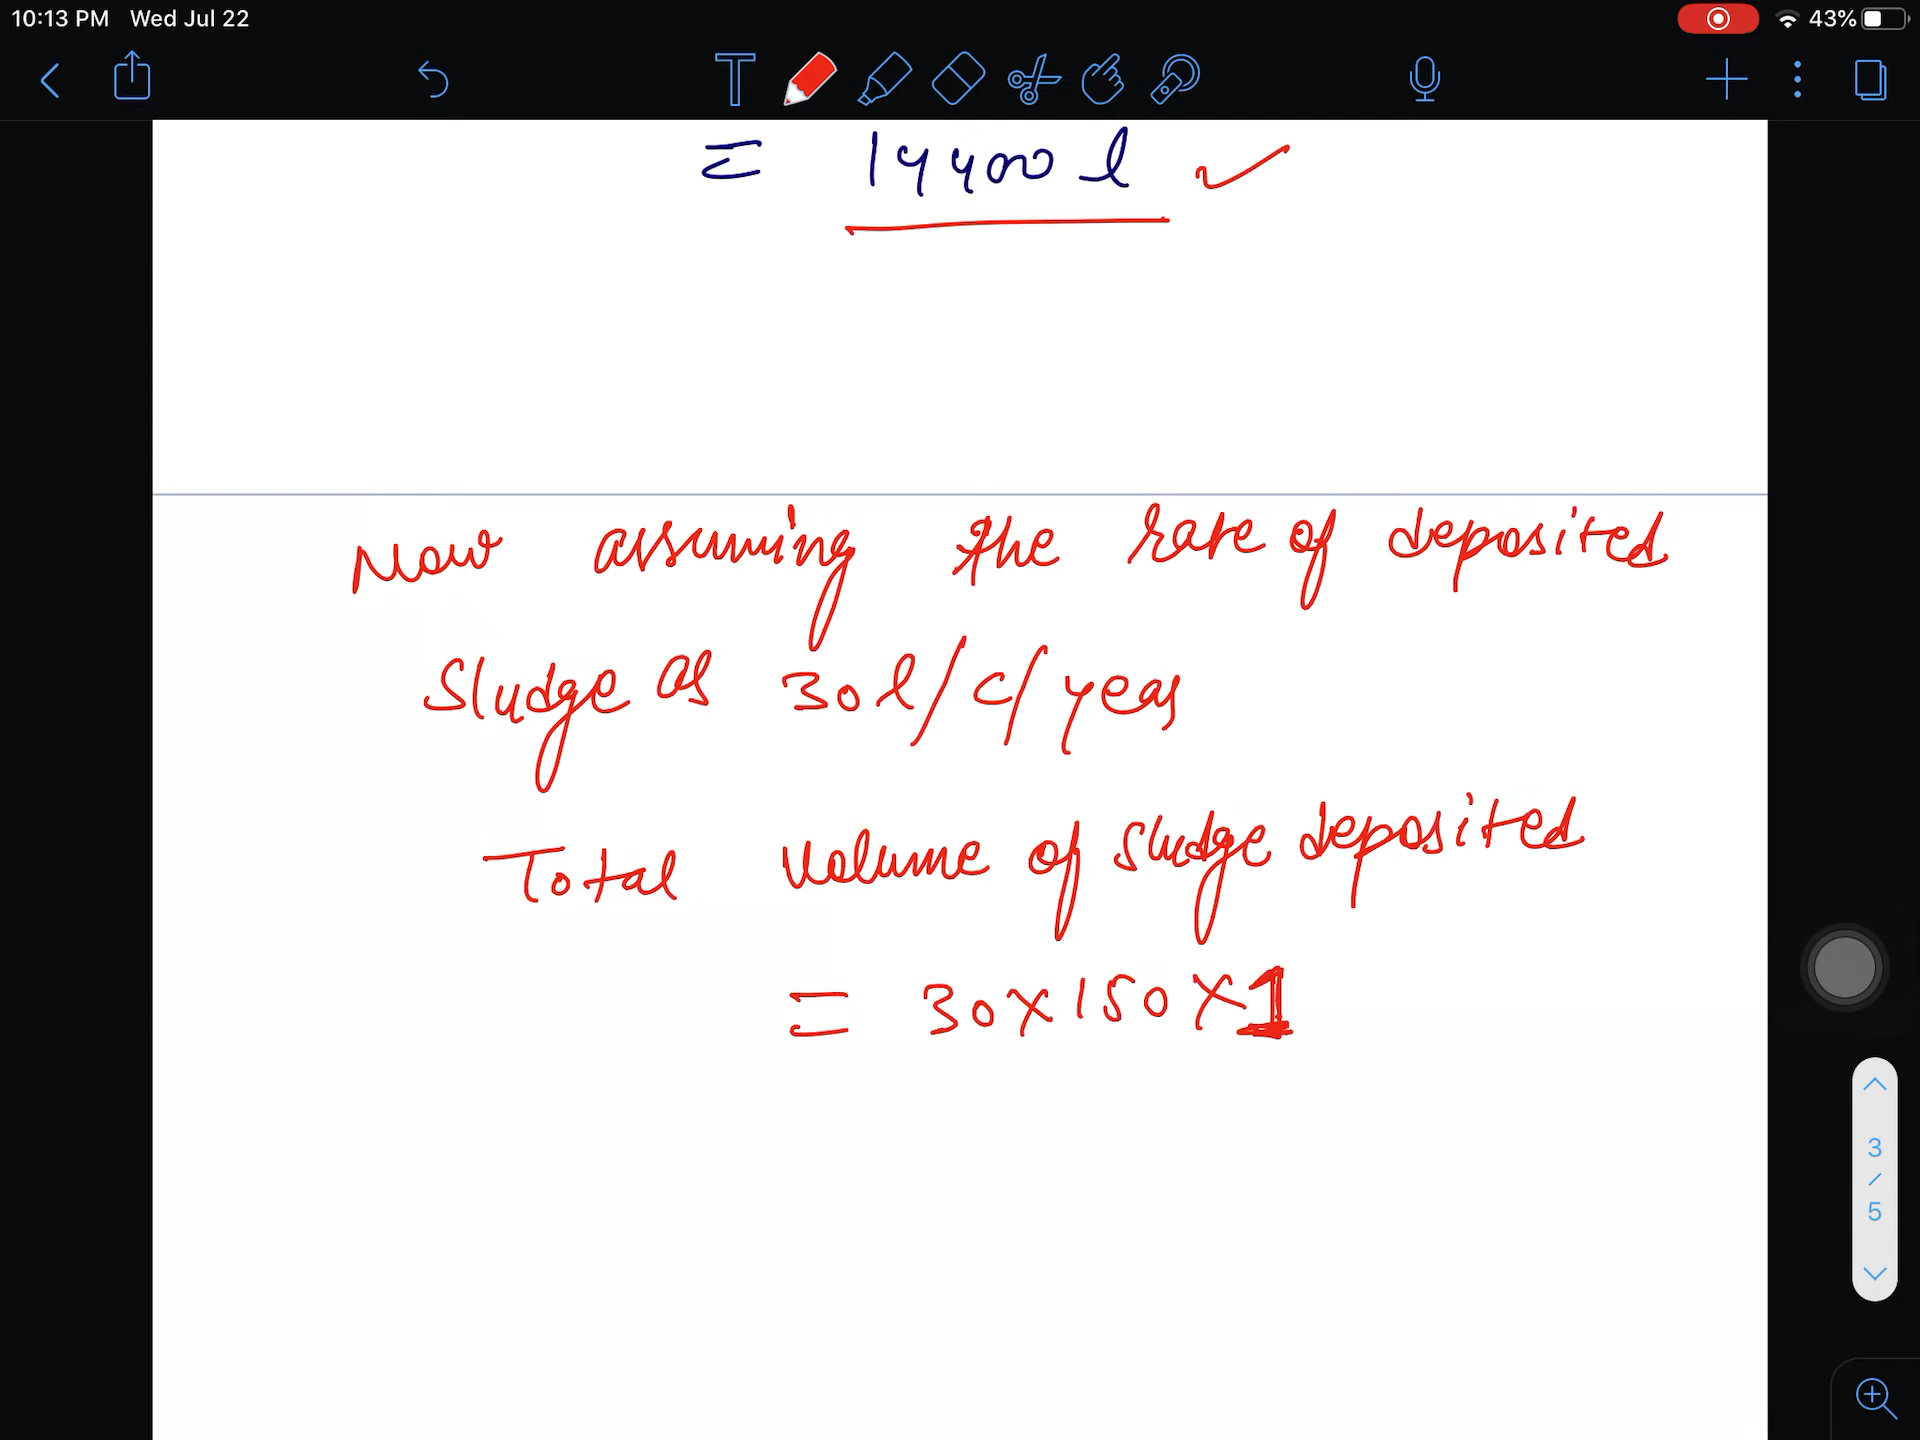 10:13 PM Wed Jul 22 43%
T
= 14400 l ✓
Now assuming the rate of deposited
Sludge as 30 l/c/year
Total volume of sludge deposited
= 30×150×1
3
/
5